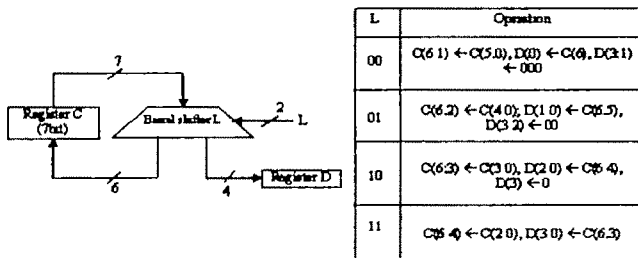 7
Register C
(7bit)
Barrel shifter L
2
L
6
4
Register D
L Operation
00 C(6:1) ← C(5:0), D(0) ← C(6), D(3:1)
← 000
01 C(6:2) ← C(4:0), D(1:0) ← C(6:5),
D(3:2) ← 00
10 C(6:3) ← C(3:0), D(2:0) ← C(6:4),
D(3) ← 0
11 C(6:4) ← C(2:0), D(3:0) ← C(6:3)